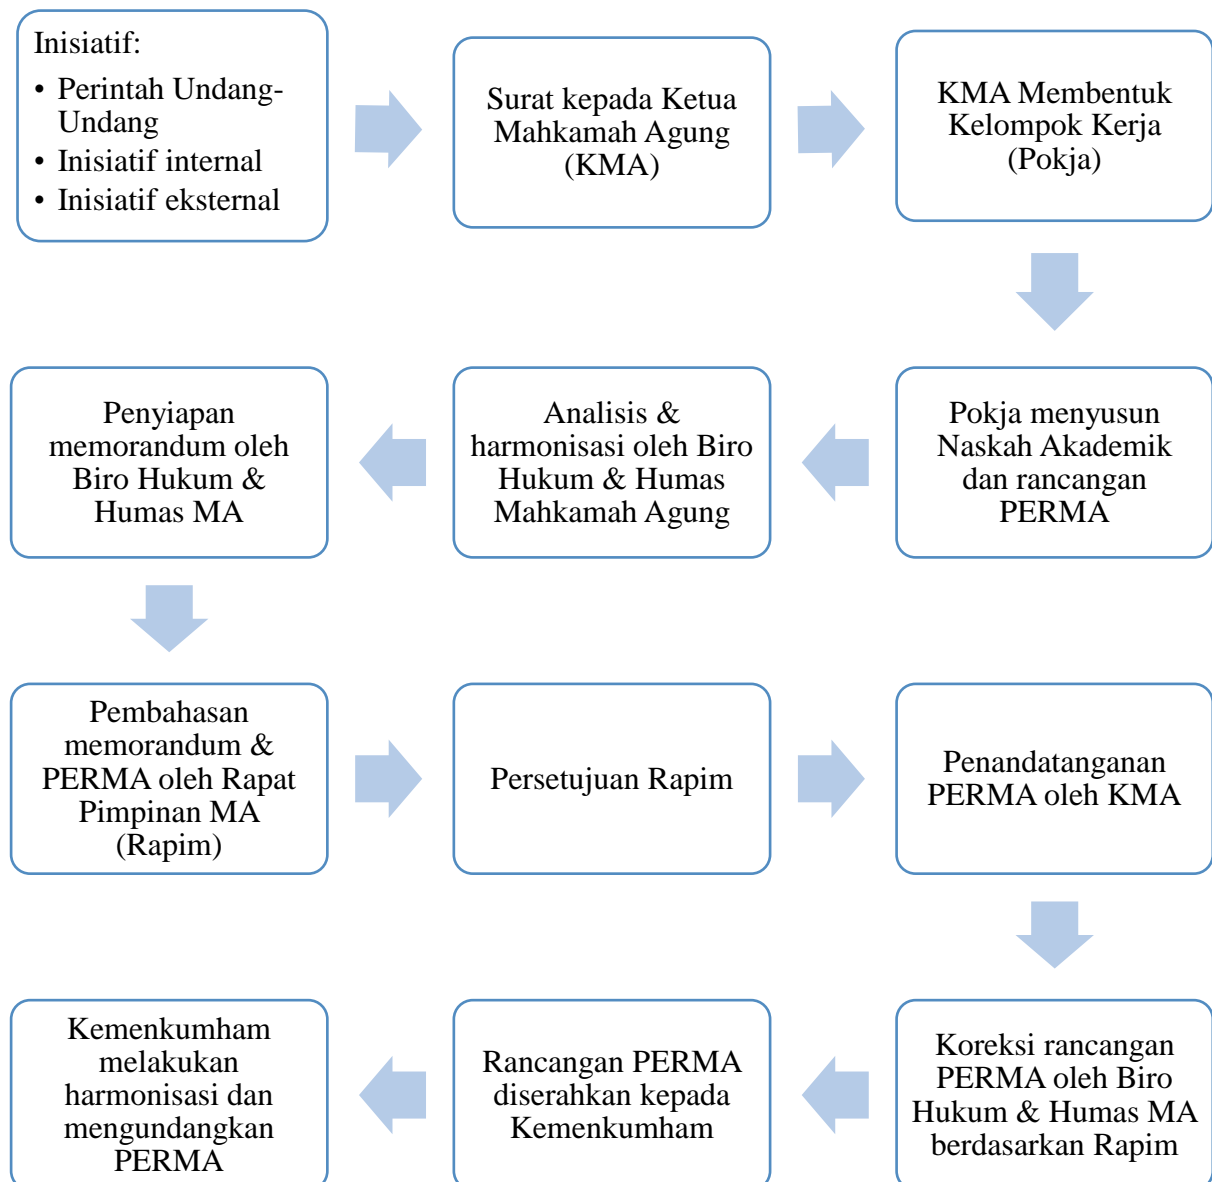 Inisiatif:
• Perintah Undang-
Undang
• Inisiatif internal
• Inisiatif eksternal
Surat kepada Ketua
Mahkamah Agung
(KMA)
KMA Membentuk
Kelompok Kerja
(Pokja)
Pokja menyusun
Naskah Akademik
dan rancangan
PERMA
Analisis &
harmonisasi oleh Biro
Hukum & Humas
Mahkamah Agung
Penyiapan
memorandum oleh
Biro Hukum &
Humas MA
Pembahasan
memorandum &
PERMA oleh Rapat
Pimpinan MA
(Rapim)
Persetujuan Rapim
Penandatanganan
PERMA oleh KMA
Koreksi rancangan
PERMA oleh Biro
Hukum & Humas MA
berdasarkan Rapim
Rancangan PERMA
diserahkan kepada
Kemenkumham
Kemenkumham
melakukan
harmonisasi dan
mengundangkan
PERMA